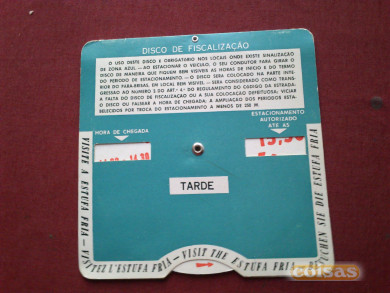 DISCO DE FISCALIZAÇÃO
O USO DESTE DISCO É OBRIGATÓRIO NOS LOCAIS ONDE EXISTE SINALIZAÇÃO
DE ZONA AZUL.—AO ESTACIONAR O VEÍCULO, O SEU CONDUTOR FARÁ GIRAR O
DISCO DE MANEIRA QUE FIQUEM BEM VISÍVEIS AS HORAS DE INÍCIO E DO TERMO
DO PERÍODO DE ESTACIONAMENTO.—O DISCO SERÁ COLOCADO NA PARTE INTE-
RIOR DO PARA-BRISAS, EM LOCAL BEM VISÍVEL.—SERÁ CONSIDERADO COMO TRANS-
GRESSÃO AO NÚMERO 2 DO ART.º 4.º DO REGULAMENTO DO CÓDIGO DA ESTRADA:
A FALTA DO DISCO DE FISCALIZAÇÃO OU A SUA COLOCAÇÃO DEFEITUOSA; VICIAR
O DISCO OU FALSEAR A HORA DE CHEGADA; A AMPLIAÇÃO DOS PERÍODOS ESTA-
BELECIDOS POR TROCA DO ESTACIONAMENTO A MENOS DE 250 M.
HORA DE CHEGADA
ESTACIONAMENTO
AUTORIZADO
ATÉ ÀS
14,30
TARDE
VISITE A ESTUFA FRIA — VISITEZ L'ESTUFA FRIA — VISIT THE ESTUFA FRIA — BESUCHEN SIE DIE ESTUFA FRIA
coisas